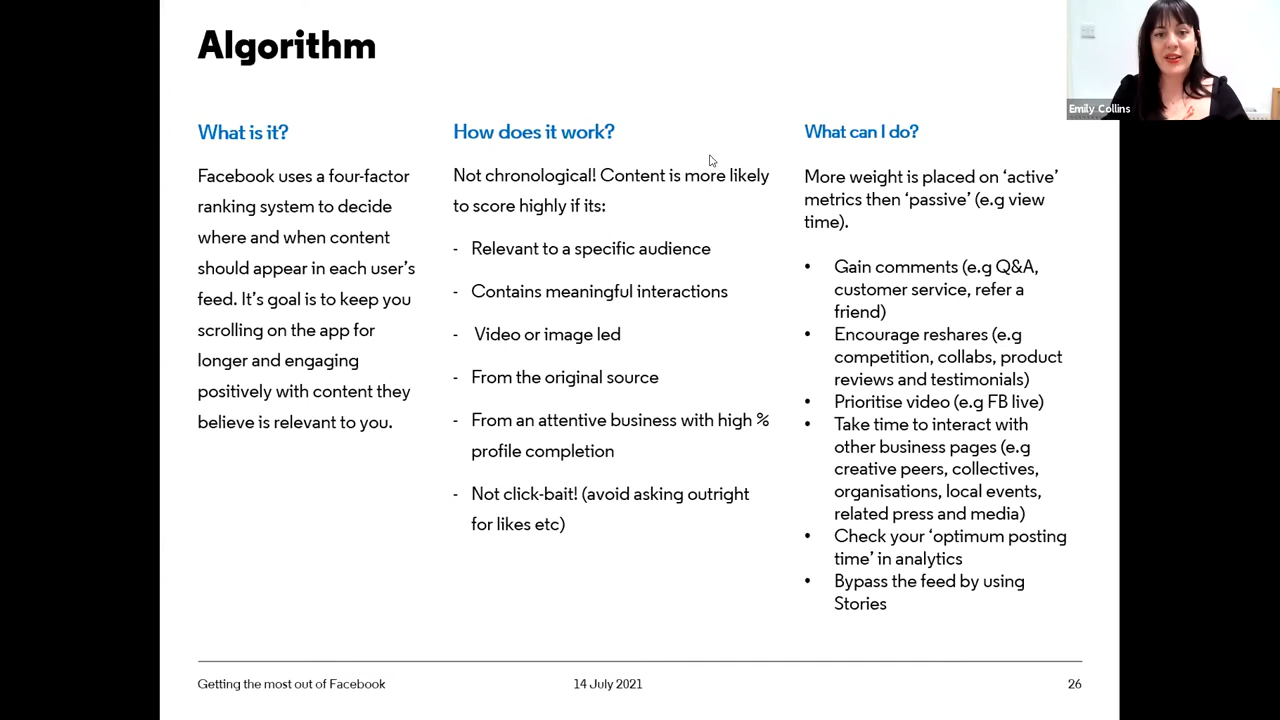 Algorithm
Emily Collins
What is it?
Facebook uses a four-factor
ranking system to decide
where and when content
should appear in each user's
feed. It's goal is to keep you
scrolling on the app for
longer and engaging
positively with content they
believe is relevant to you.
How does it work?
Not chronological! Content is more likely
to score highly if its:
- Relevant to a specific audience
- Contains meaningful interactions
- Video or image led
- From the original source
- From an attentive business with high %
profile completion
- Not click-bait! (avoid asking outright
for likes etc)
What can I do?
More weight is placed on ‘active’
metrics then ‘passive’ (e.g view
time).
• Gain comments (e.g Q&A,
customer service, refer a
friend)
• Encourage reshares (e.g
competition, collabs, product
reviews and testimonials)
• Prioritise video (e.g FB live)
• Take time to interact with
other business pages (e.g
creative peers, collectives,
organisations, local events,
related press and media)
• Check your ‘optimum posting
time’ in analytics
• Bypass the feed by using
Stories
Getting the most out of Facebook
14 July 2021
26